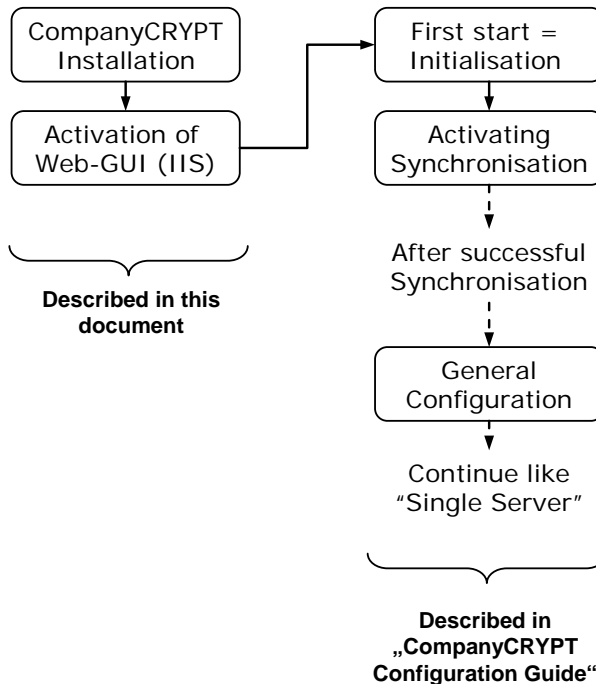 CompanyCRYPT
Installation
Activation of
Web-GUI (IIS)
Described in this
document
First start =
Initialisation
Activating
Synchronisation
After successful
Synchronisation
General
Configuration
Continue like
“Single Server”
Described in
„CompanyCRYPT
Configuration Guide“